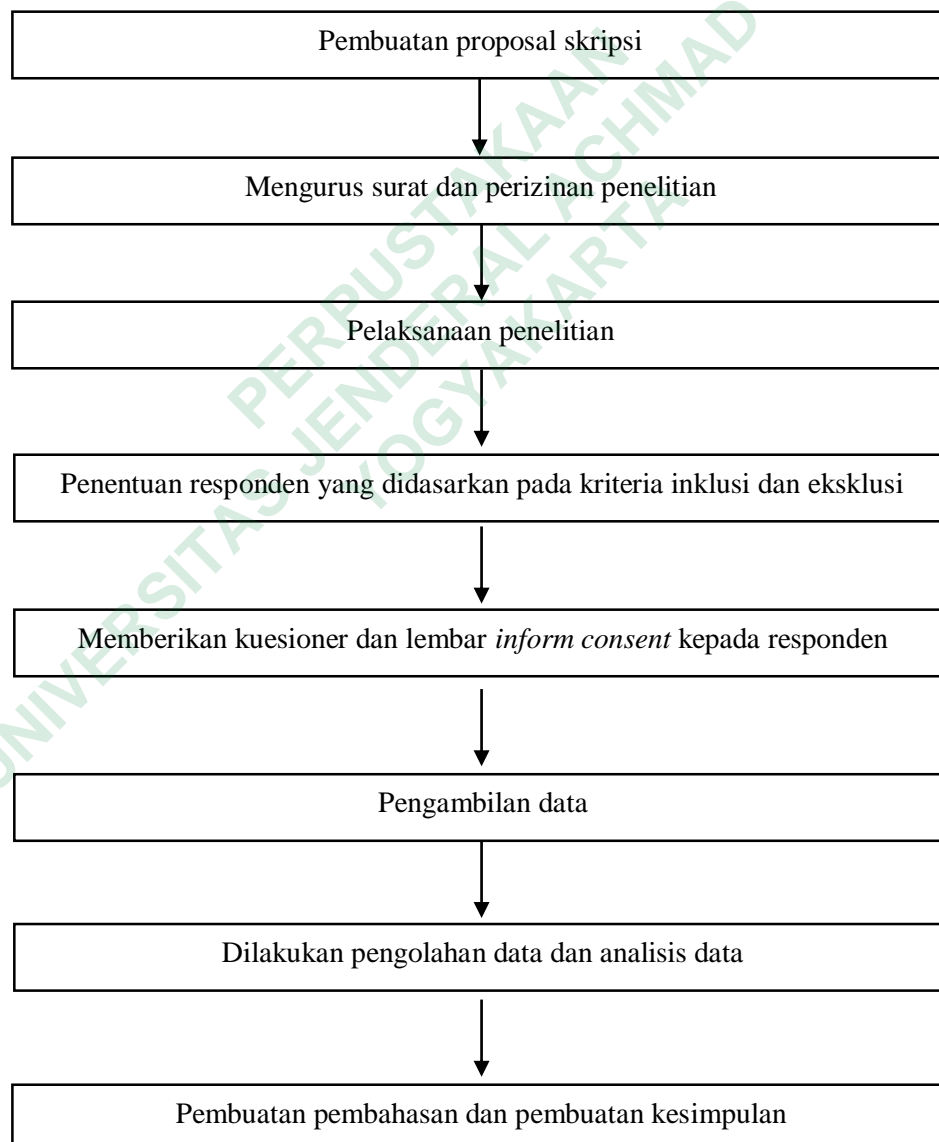 Pembuatan proposal skripsi
Mengurus surat dan perizinan penelitian
Pelaksanaan penelitian
Penentuan responden yang didasarkan pada kriteria inklusi dan eksklusi
Memberikan kuesioner dan lembar inform consent kepada responden
Pengambilan data
Dilakukan pengolahan data dan analisis data
Pembuatan pembahasan dan pembuatan kesimpulan
PERPUSTAKAAN
UNIVERSITAS JENDERAL ACHMAD
YOGYAKARTA